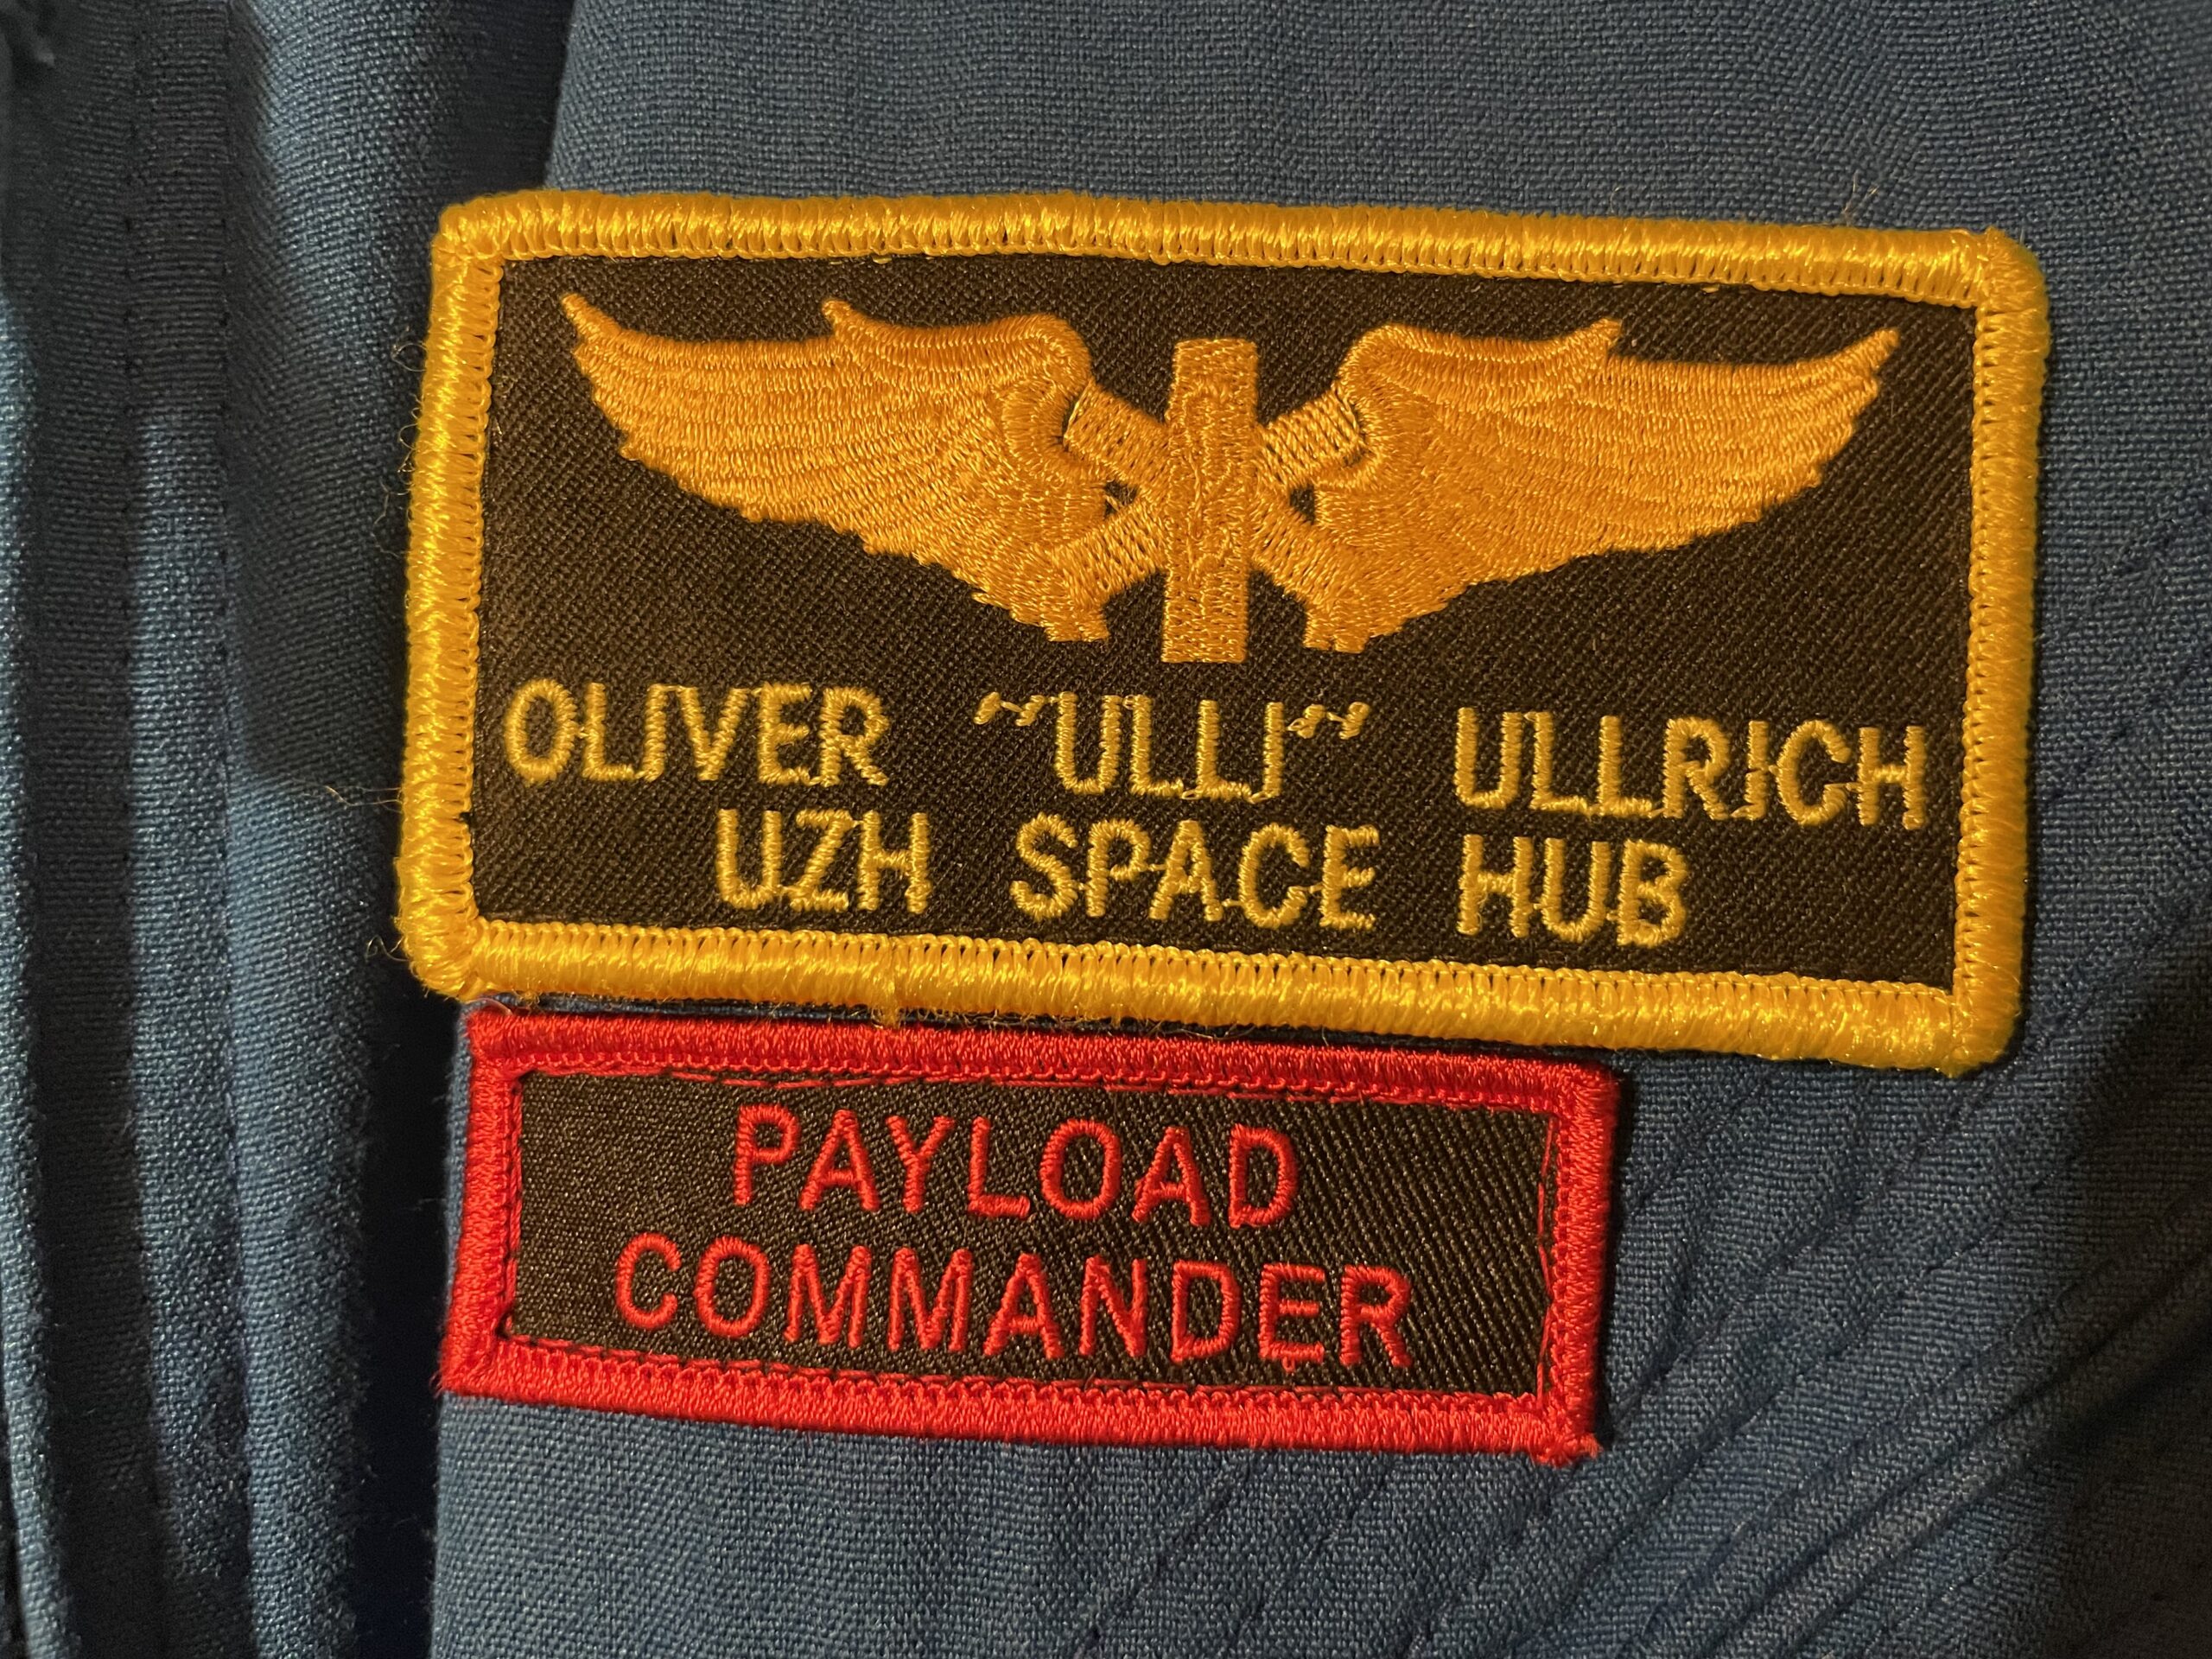 OLIVER "ULLI" ULLRICH
UZH SPACE HUB
PAYLOAD
COMMANDER